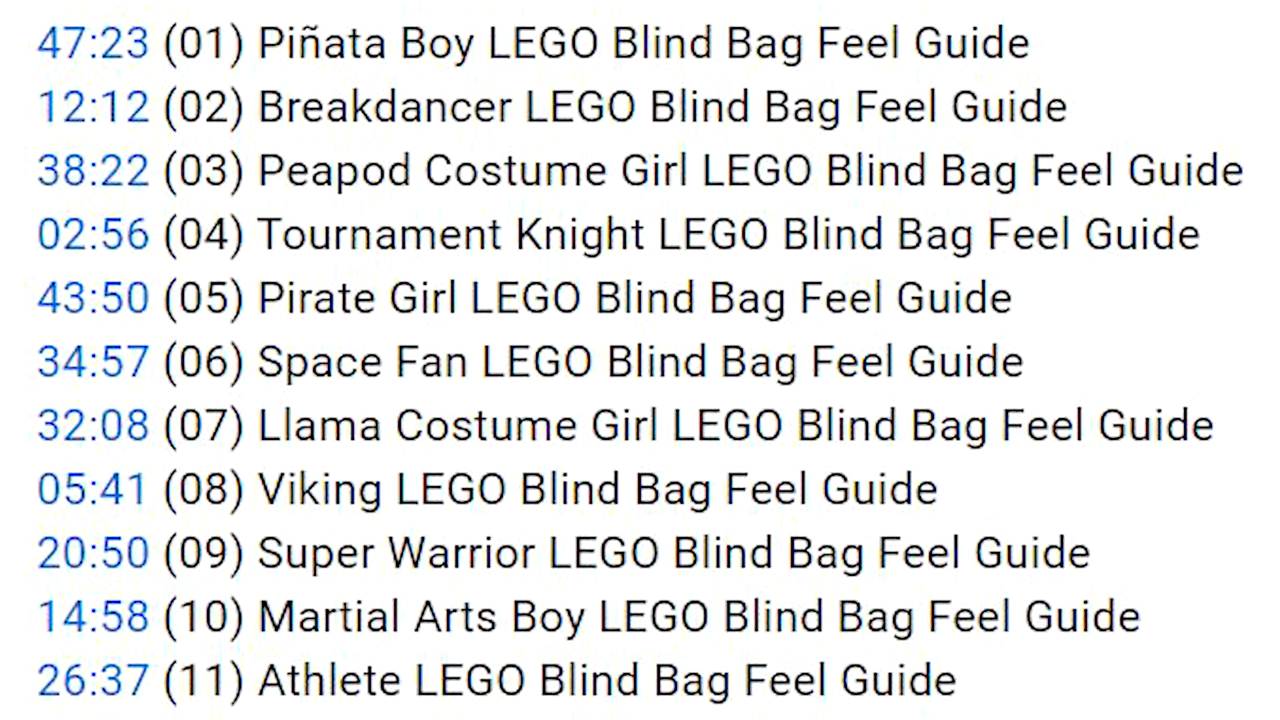 47:23 (01) Piñata Boy LEGO Blind Bag Feel Guide
12:12 (02) Breakdancer LEGO Blind Bag Feel Guide
38:22 (03) Peapod Costume Girl LEGO Blind Bag Feel Guide
02:56 (04) Tournament Knight LEGO Blind Bag Feel Guide
43:50 (05) Pirate Girl LEGO Blind Bag Feel Guide
34:57 (06) Space Fan LEGO Blind Bag Feel Guide
32:08 (07) Llama Costume Girl LEGO Blind Bag Feel Guide
05:41 (08) Viking LEGO Blind Bag Feel Guide
20:50 (09) Super Warrior LEGO Blind Bag Feel Guide
14:58 (10) Martial Arts Boy LEGO Blind Bag Feel Guide
26:37 (11) Athlete LEGO Blind Bag Feel Guide